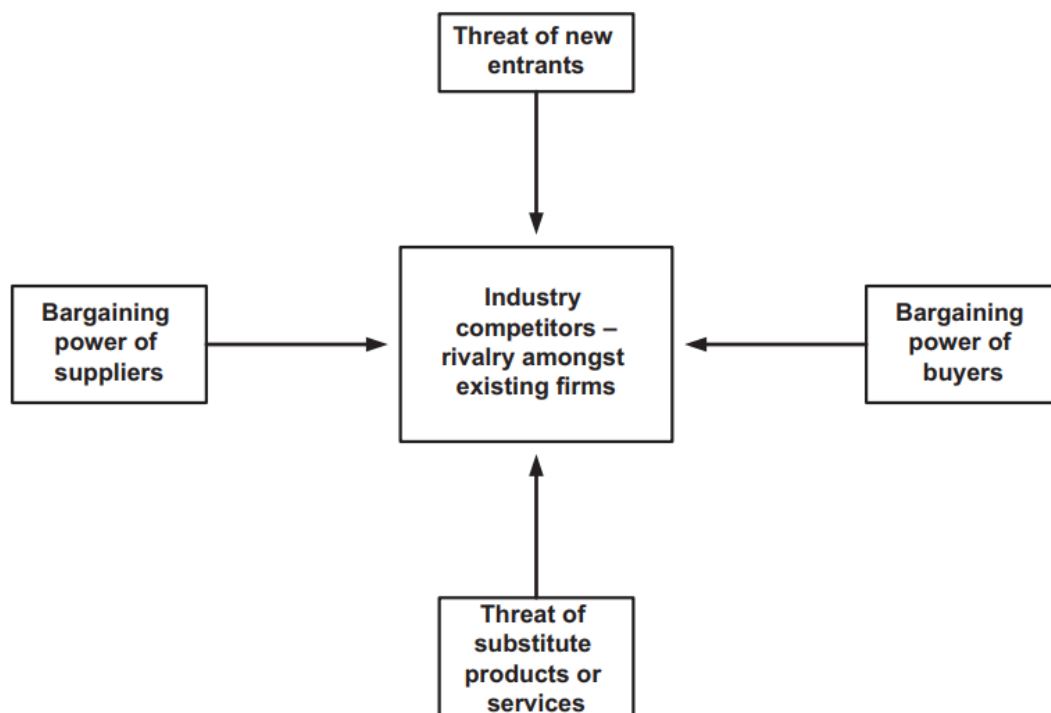 Threat of new
entrants
Bargaining
power of
suppliers
Industry
competitors –
rivalry amongst
existing firms
Bargaining
power of
buyers
Threat of
substitute
products or
services